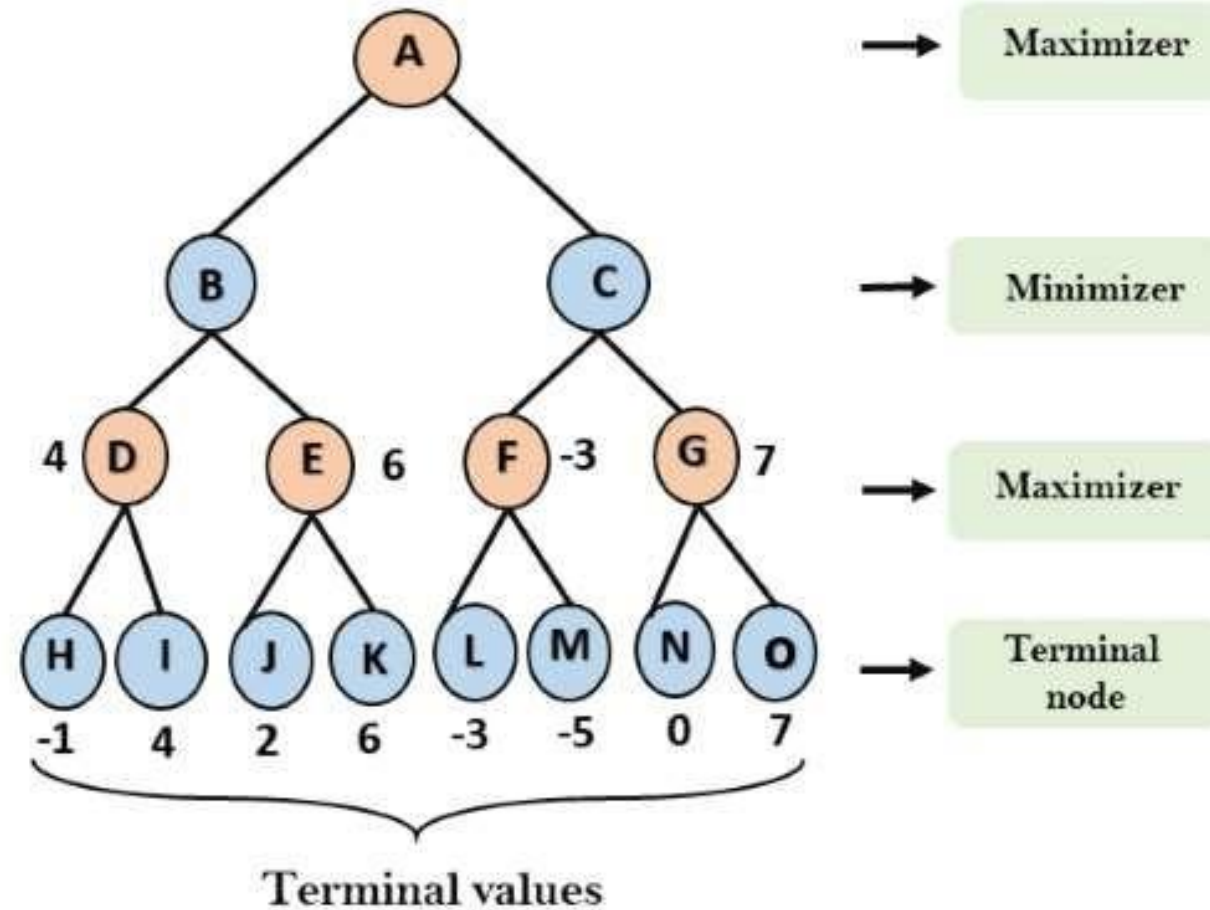 A
Maximizer
B
C
Minimizer
4 D
E 6
F -3
G 7
Maximizer
H I J K L M N O
Terminal
node
-1 4 2 6 -3 -5 0 7
Terminal values